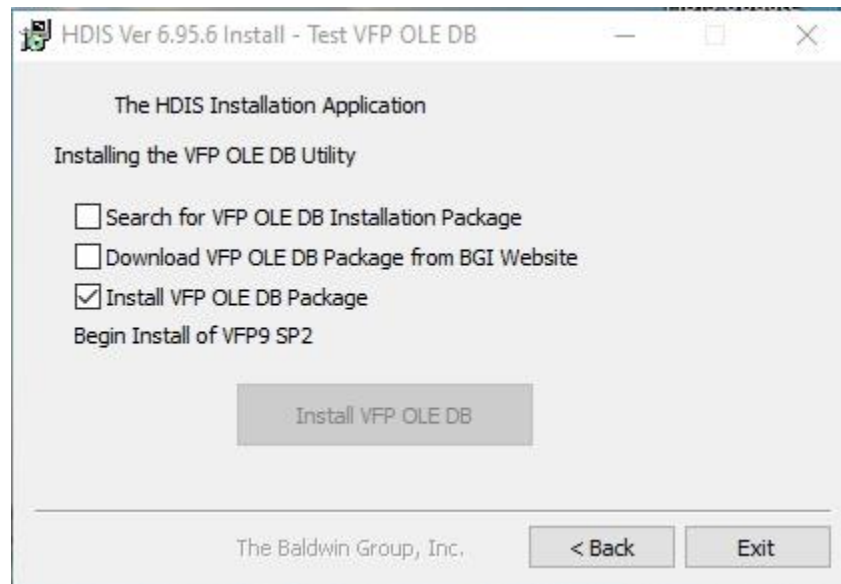 HDIS Ver 6.95.6 Install - Test VFP OLE DB
The HDIS Installation Application
Installing the VFP OLE DB Utility
Search for VFP OLE DB Installation Package
Download VFP OLE DB Package from BGI Website
Install VFP OLE DB Package
Begin Install of VFP9 SP2
Install VFP OLE DB
The Baldwin Group, Inc.
< Back
Exit